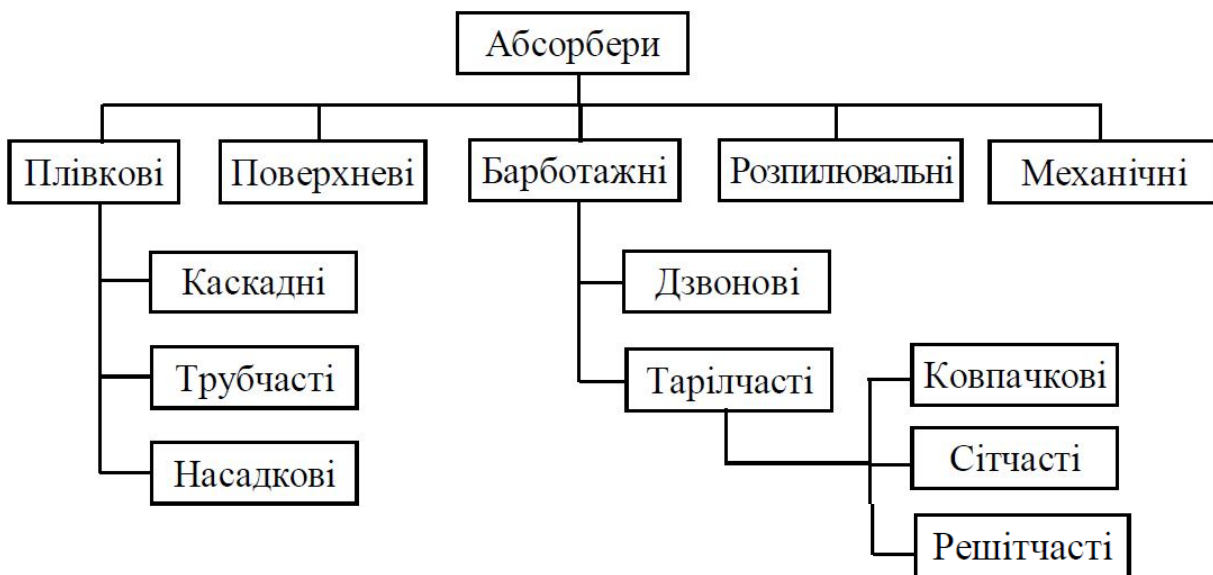 Абсорбери
Плівкові
Поверхневі
Барботажні
Розпилювальні
Механічні
Каскадні
Трубчасті
Насадкові
Дзвонові
Тарілчасті
Ковпачкові
Сітчасті
Решітчасті